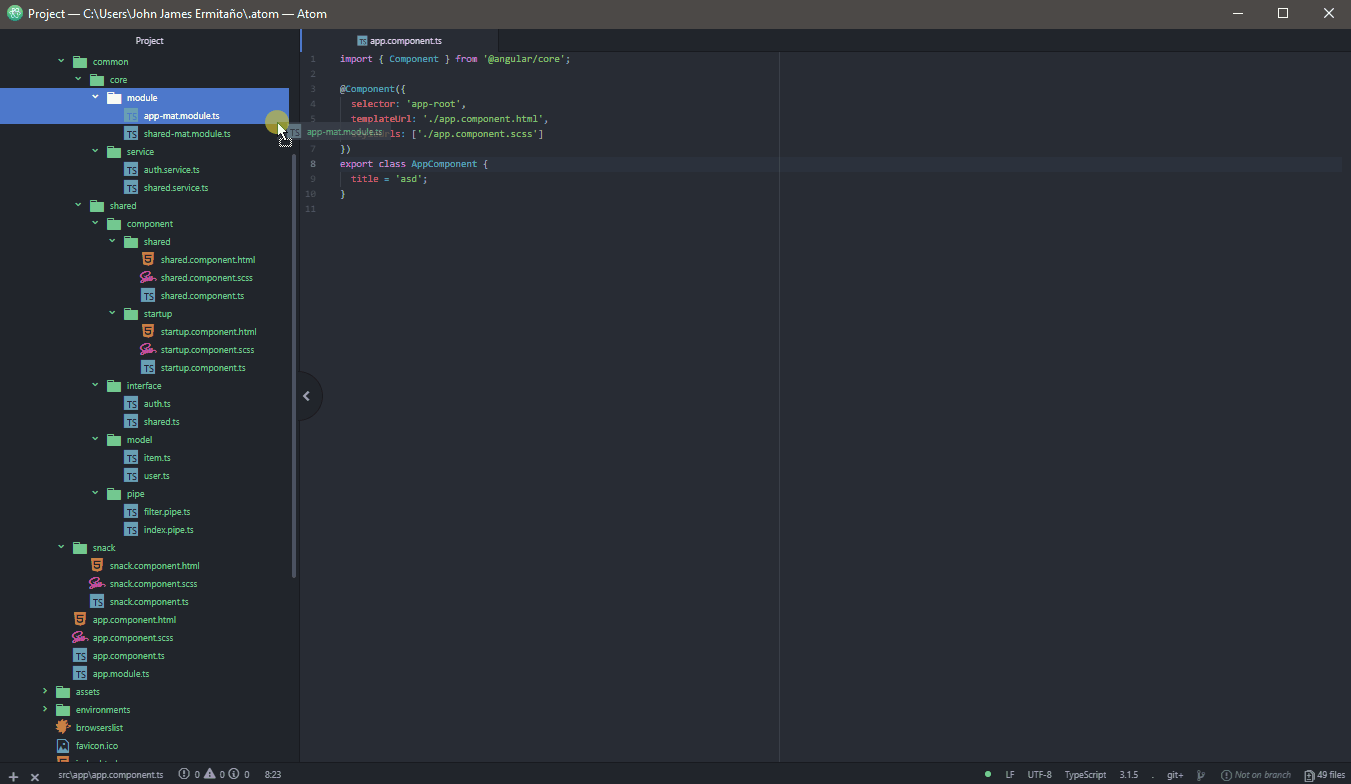 Project — C:\Users\John James Ermitaño\.atom — Atom
Project
common
core
module
app-mat.module.ts
shared-mat.module.ts
service
auth.service.ts
shared.service.ts
shared
component
shared
shared.component.html
shared.component.scss
shared.component.ts
startup
startup.component.html
startup.component.scss
startup.component.ts
interface
auth.ts
shared.ts
model
item.ts
user.ts
pipe
filter.pipe.ts
index.pipe.ts
snack
snack.component.html
snack.component.scss
snack.component.ts
app.component.html
app.component.scss
app.component.ts
app.module.ts
assets
environments
browserslist
favicon.ico
app.component.ts
1 import { Component } from '@angular/core';
2
3 @Component({
4 selector: 'app-root',
5 templateUrl: './app.component.html',
app-mat.module.ts
['./app.component.scss']
7 })
8 export class AppComponent {
9 title = 'asd';
10 }
11
src\app\app.component.ts 0 0 0 8:23
LF UTF-8 TypeScript 3.1.5 . git+ Not on branch 49 files